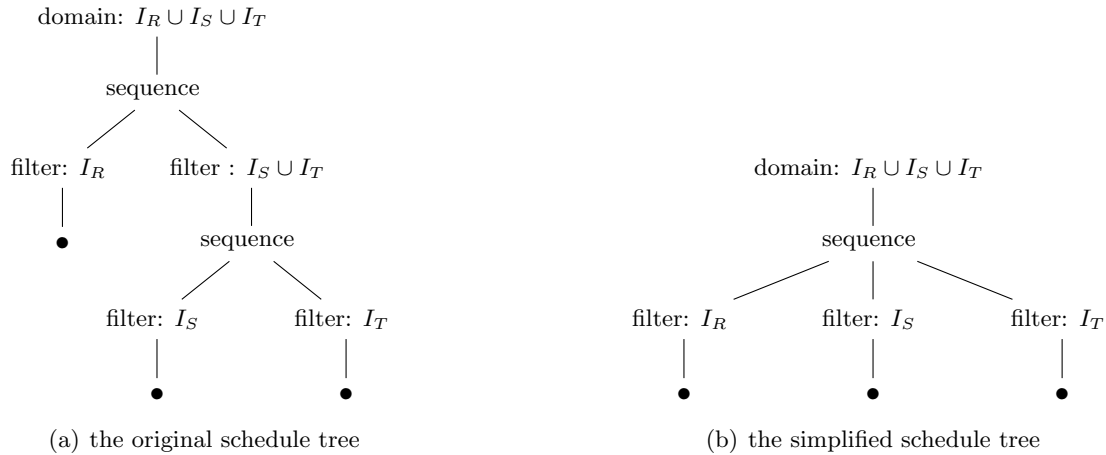 domain: I_R ∪ I_S ∪ I_T
sequence
filter: I_R
filter : I_S ∪ I_T
sequence
filter: I_S
filter: I_T
(a) the original schedule tree
domain: I_R ∪ I_S ∪ I_T
sequence
filter: I_R
filter: I_S
filter: I_T
(b) the simplified schedule tree